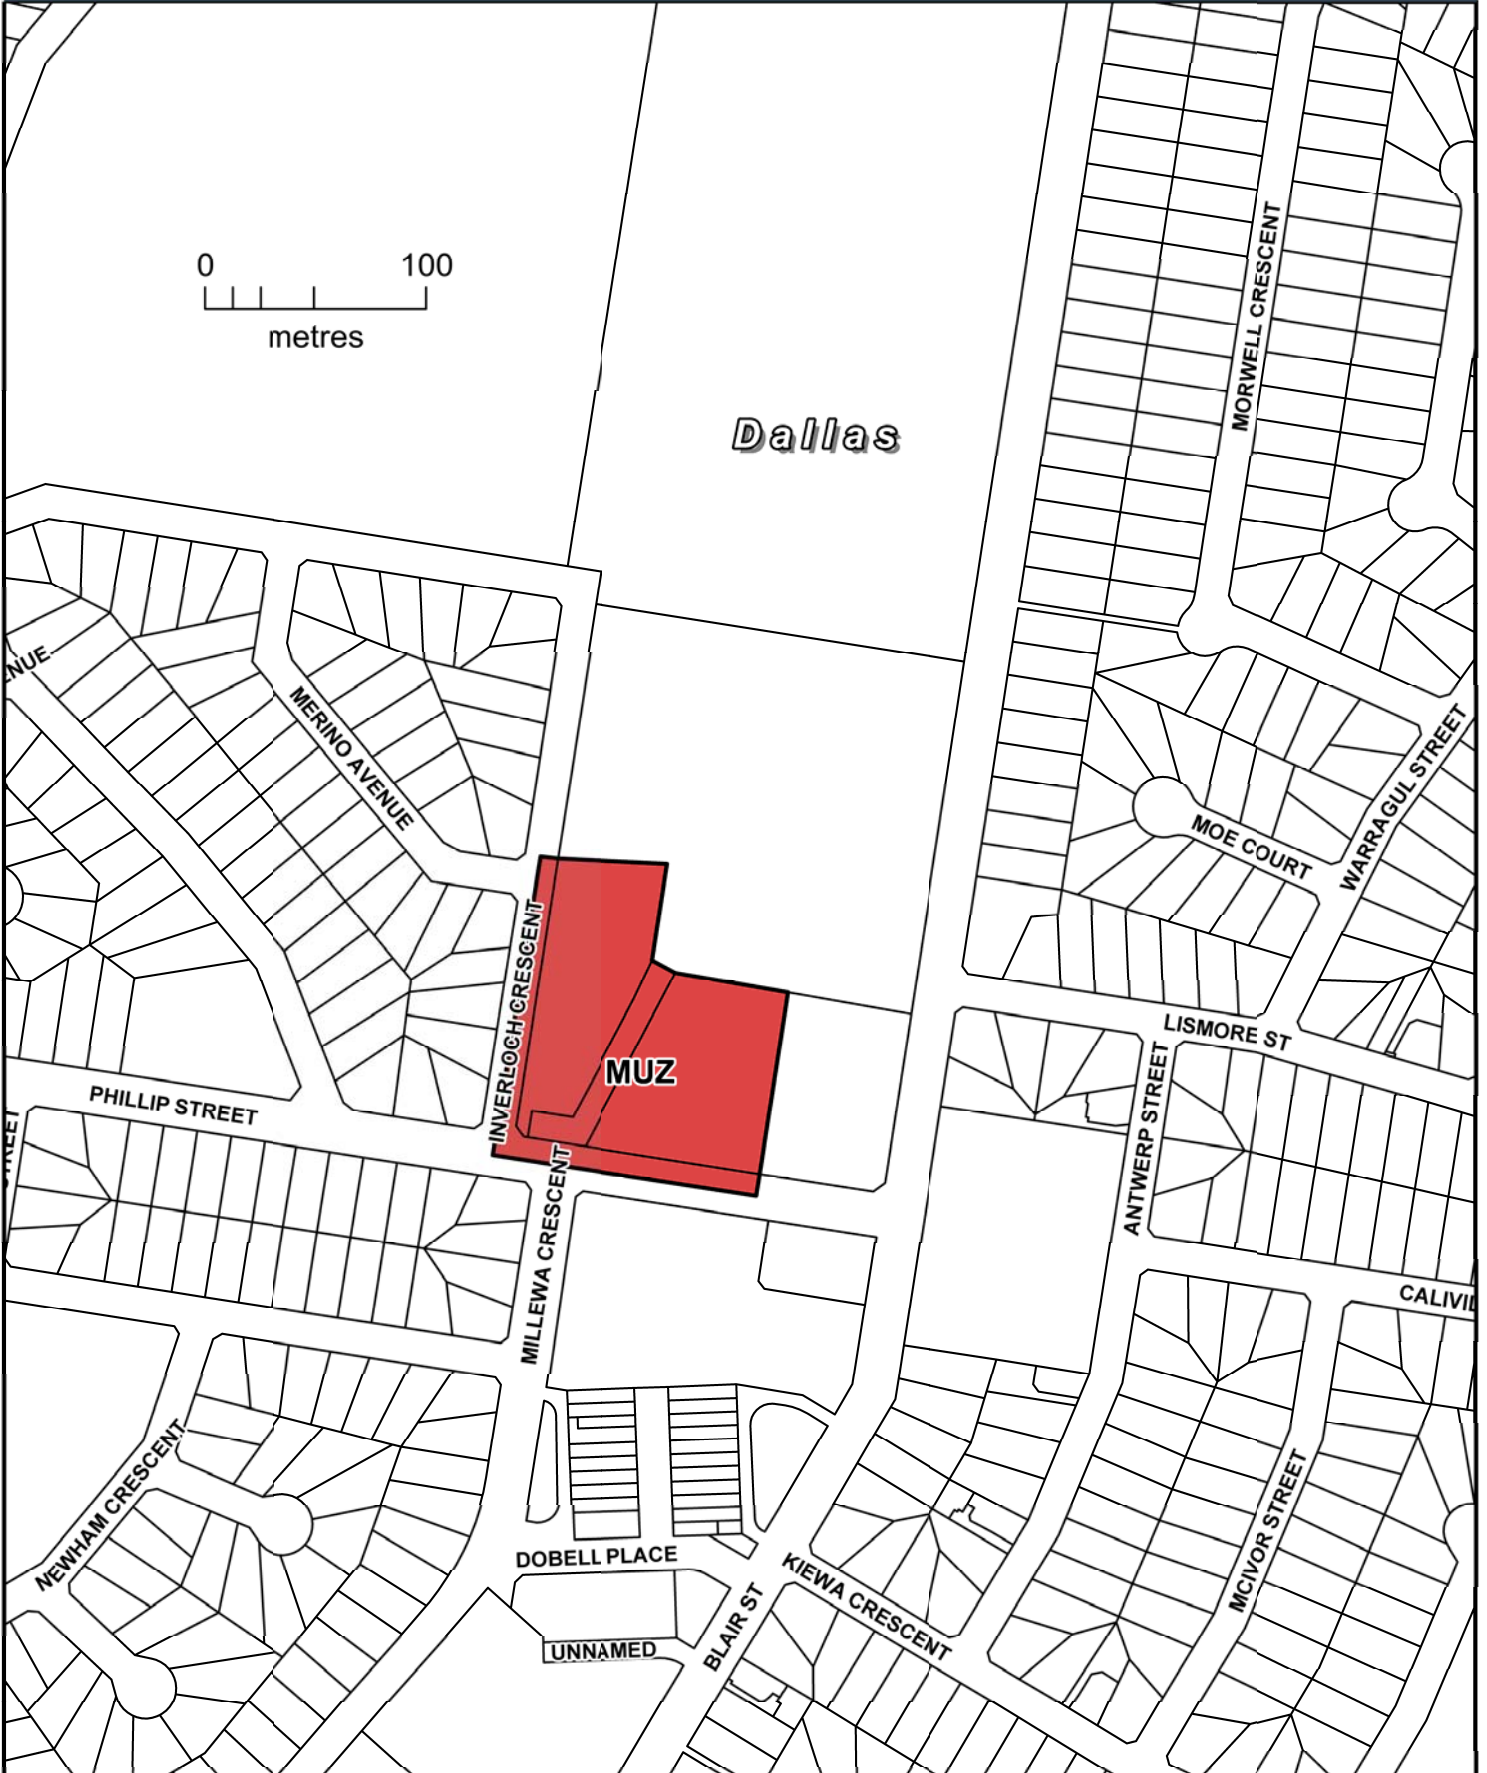 0 100
metres
MORWELL CRESCENT
Dallas
ENUE
MERINO AVENUE
WARRAGUL STREET
MOE COURT
INVERLOCH CRESCENT
LISMORE ST
MUZ
PHILLIP STREET
ANTWERP STREET
MILLEWA CRESCENT
CALIVIL
NEWHAM CRESCENT
MCIVOR STREET
DOBELL PLACE
KIEWA CRESCENT
BLAIR ST
UNNAMED